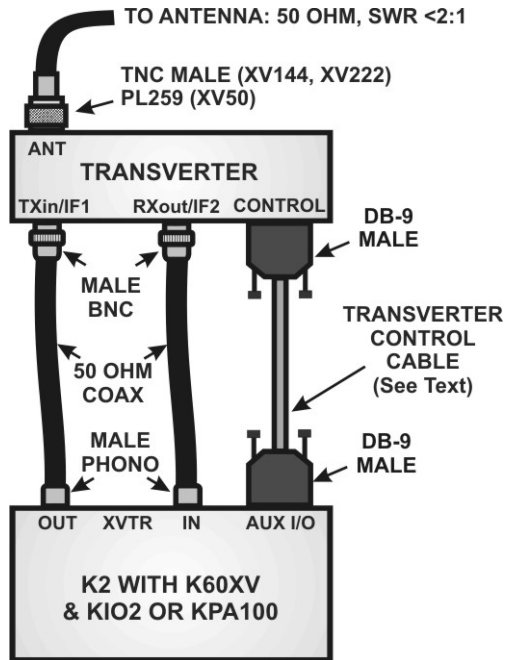 TO ANTENNA: 50 OHM, SWR <2:1
TNC MALE (XV144, XV222)
PL259 (XV50)
ANT
TRANSVERTER
TXin/IF1 RXout/IF2 CONTROL
DB-9
MALE
MALE
BNC
TRANSVERTER
CONTROL
CABLE
(See Text)
50 OHM
COAX
MALE
PHONO
DB-9
MALE
OUT XVTR IN AUX I/O
K2 WITH K60XV
& KIO2 OR KPA100